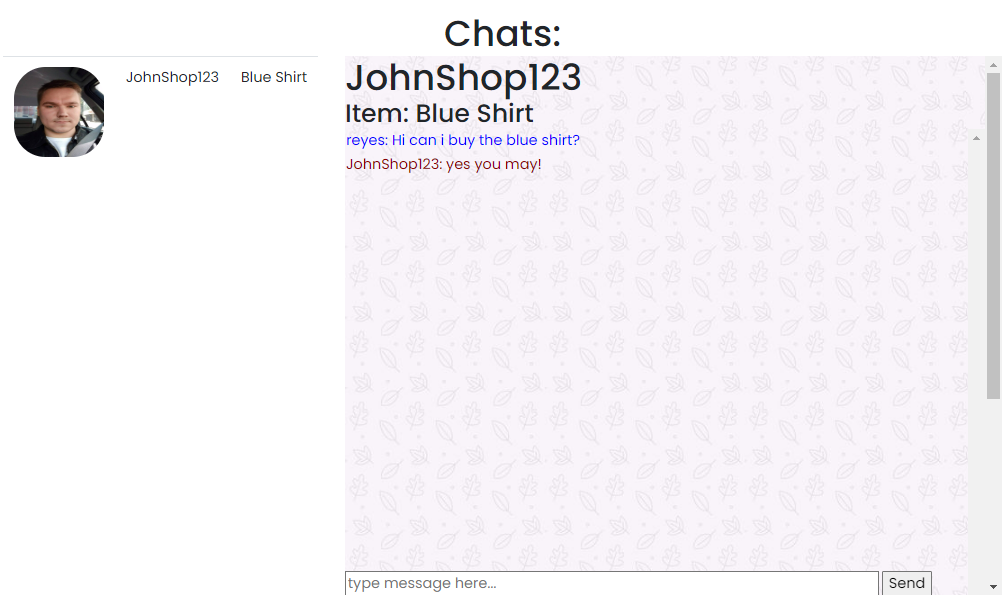 Chats:
JohnShop123 Blue Shirt
JohnShop123
Item: Blue Shirt
reyes: Hi can i buy the blue shirt?
JohnShop123: yes you may!
type message here...
Send